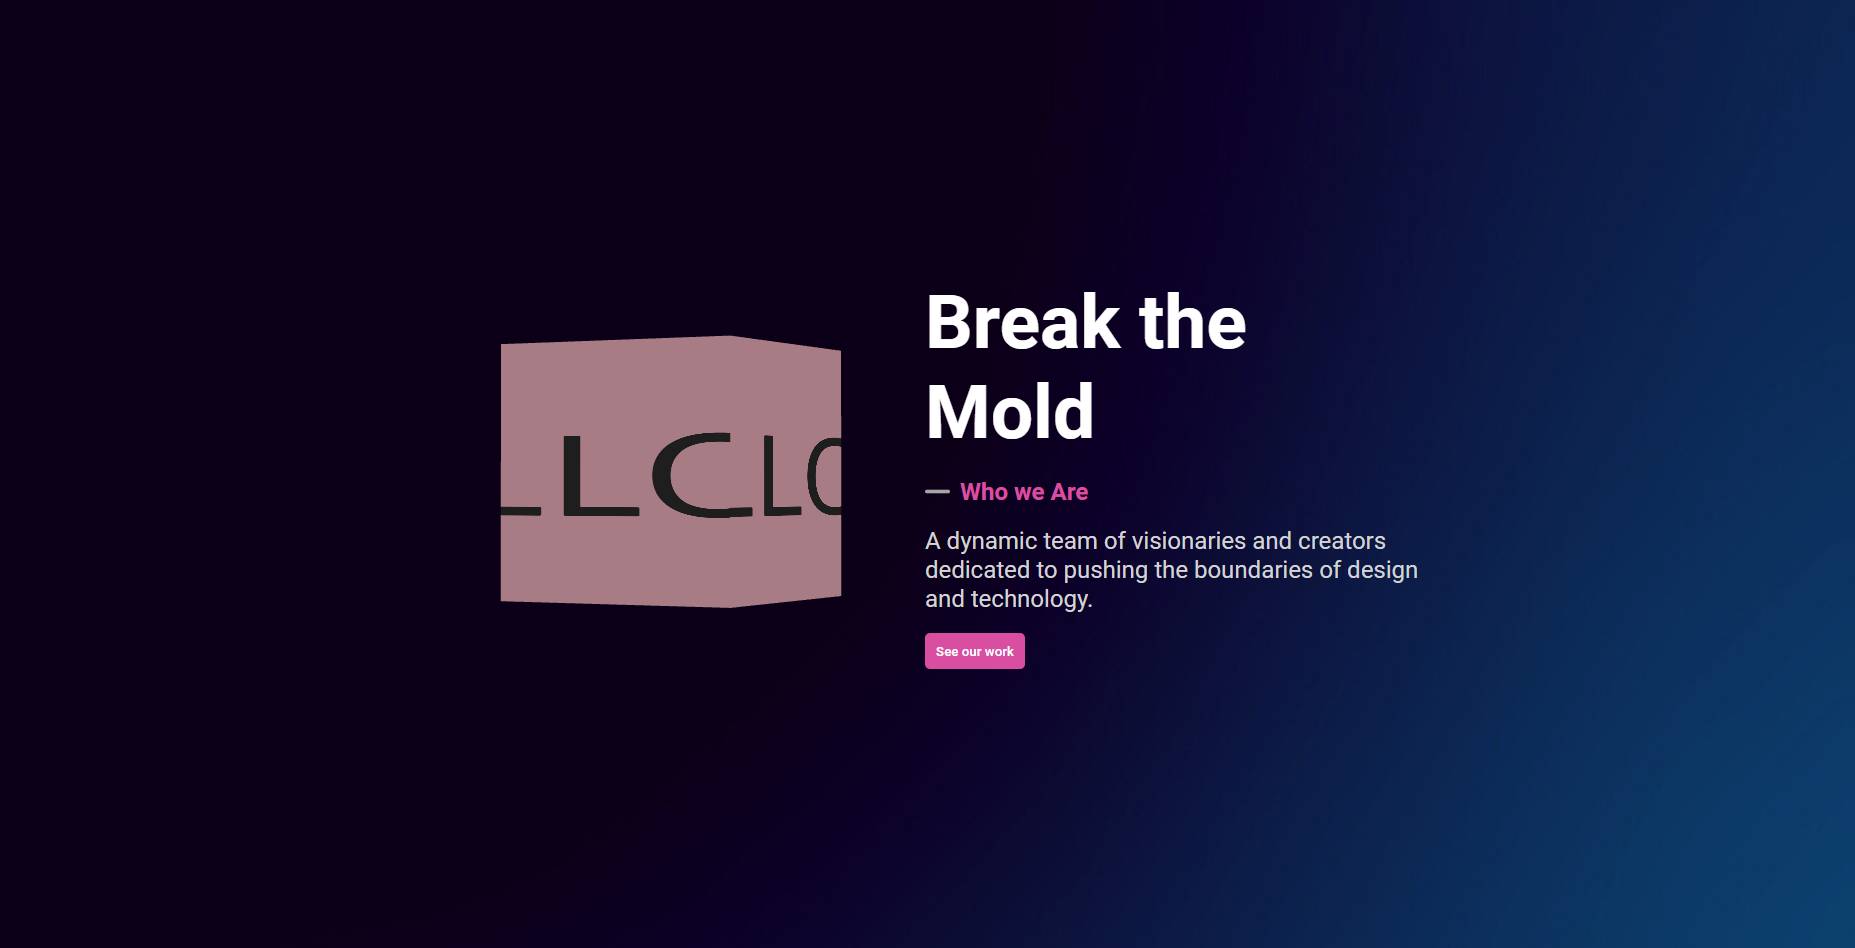 Break the
Mold
Who we Are
A dynamic team of visionaries and creators
dedicated to pushing the boundaries of design
and technology.
See our work